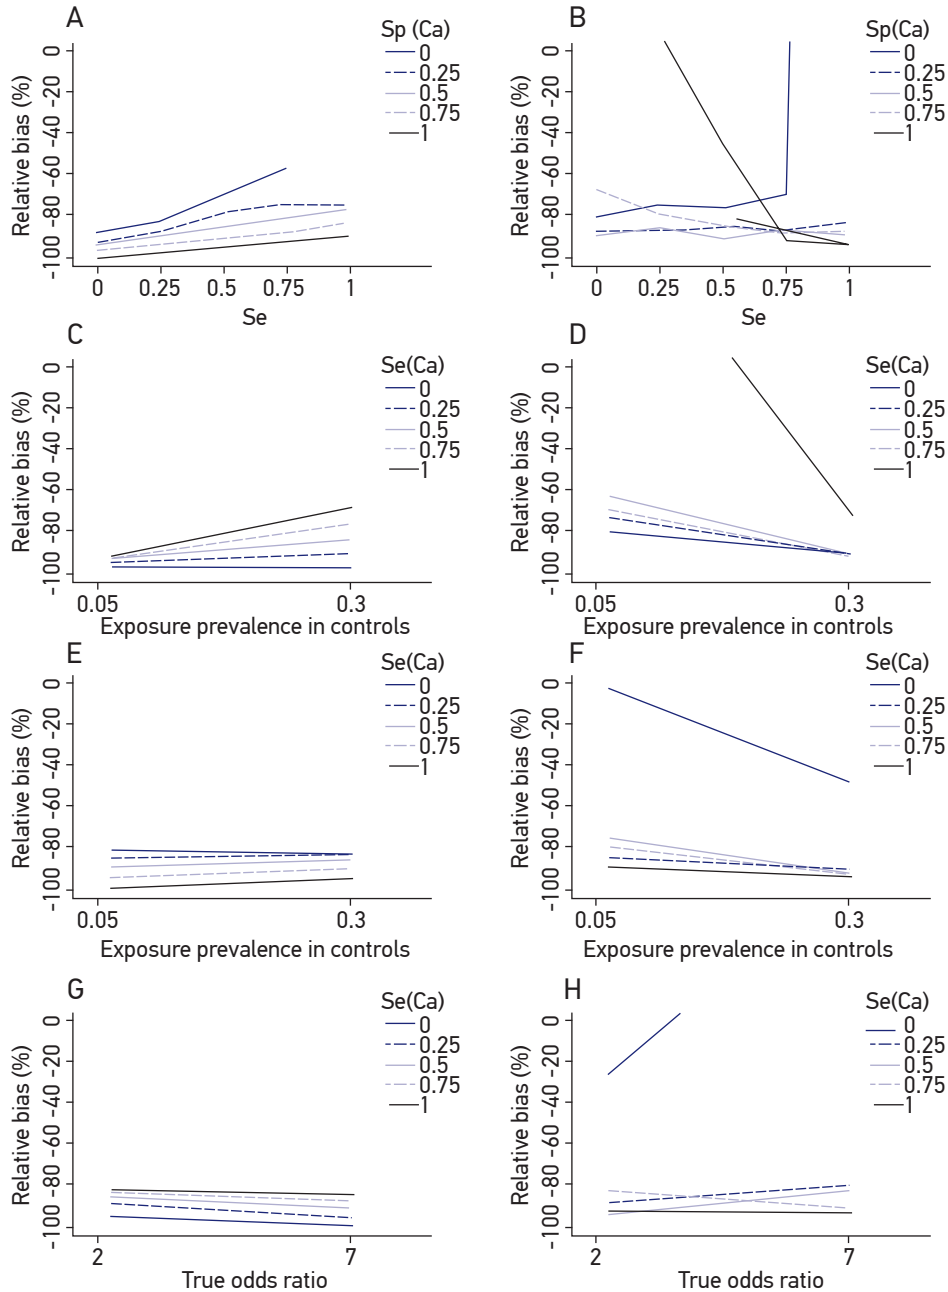 A
Sp (Ca)
0
0.25
0.5
0.75
1
Relative bias (%)
0
-20
-40
-60
-80
-100
0 0.25 0.5 0.75 1
Se
B
Sp(Ca)
0
0.25
0.5
0.75
1
Relative bias (%)
0
-20
-40
-60
-80
-100
0 0.25 0.5 0.75 1
Se
C
Se(Ca)
0
0.25
0.5
0.75
1
Relative bias (%)
0
-20
-40
-60
-80
-100
0.05 0.3
Exposure prevalence in controls
D
Se(Ca)
0
0.25
0.5
0.75
1
Relative bias (%)
0
-20
-40
-60
-80
-100
0.05 0.3
Exposure prevalence in controls
E
Se(Ca)
0
0.25
0.5
0.75
1
Relative bias (%)
0
-20
-40
-60
-80
-100
0.05 0.3
Exposure prevalence in controls
F
Se(Ca)
0
0.25
0.5
0.75
1
Relative bias (%)
0
-20
-40
-60
-80
-100
0.05 0.3
Exposure prevalence in controls
G
Se(Ca)
0
0.25
0.5
0.75
1
Relative bias (%)
0
-20
-40
-60
-80
-100
2 7
True odds ratio
H
Se(Ca)
0
0.25
0.5
0.75
1
Relative bias (%)
0
-20
-40
-60
-80
-100
2 7
True odds ratio